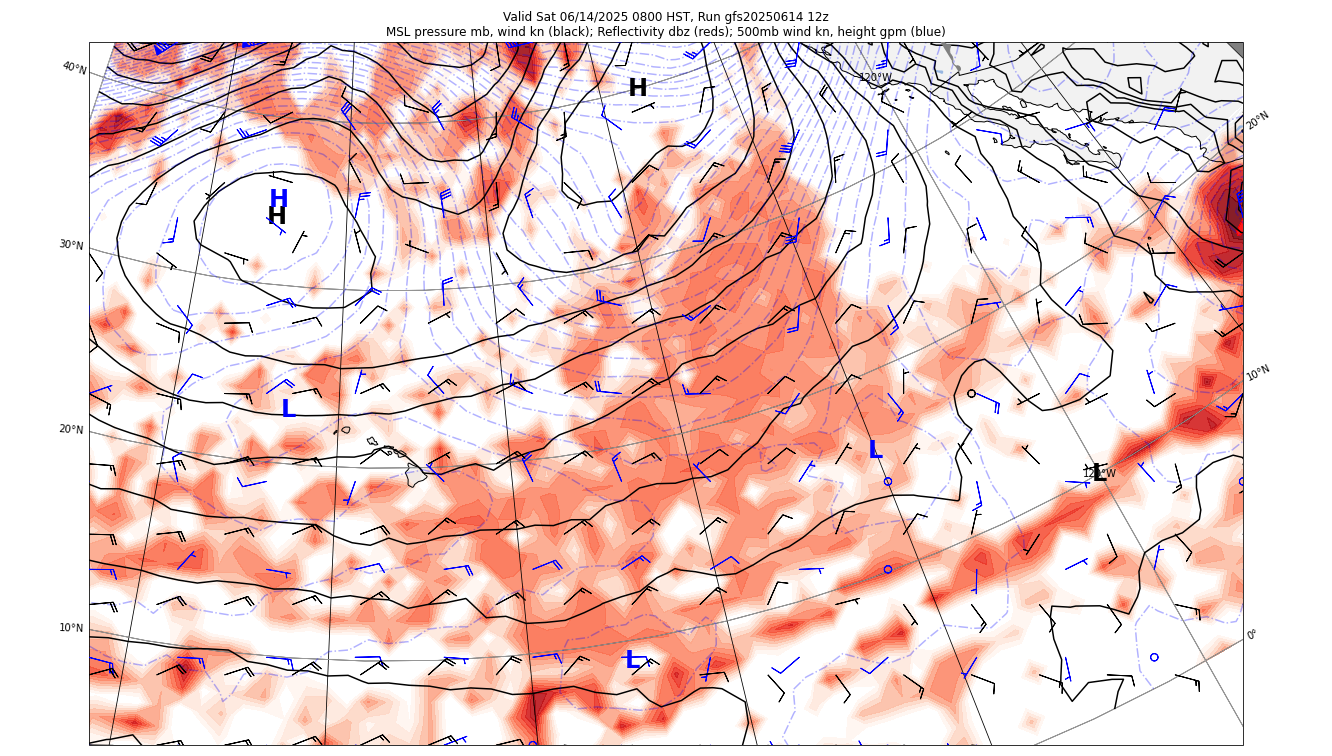 Valid Sat 06/14/2025 0800 HST, Run gfs20250614 12z
MSL pressure mb, wind kn (black); Reflectivity dbz (reds); 500mb wind kn, height gpm (blue)
40°N
120°W
H
20°N
H
H
30°N
10°N
L
20°N
L
L
120°W
10°N
0°
L